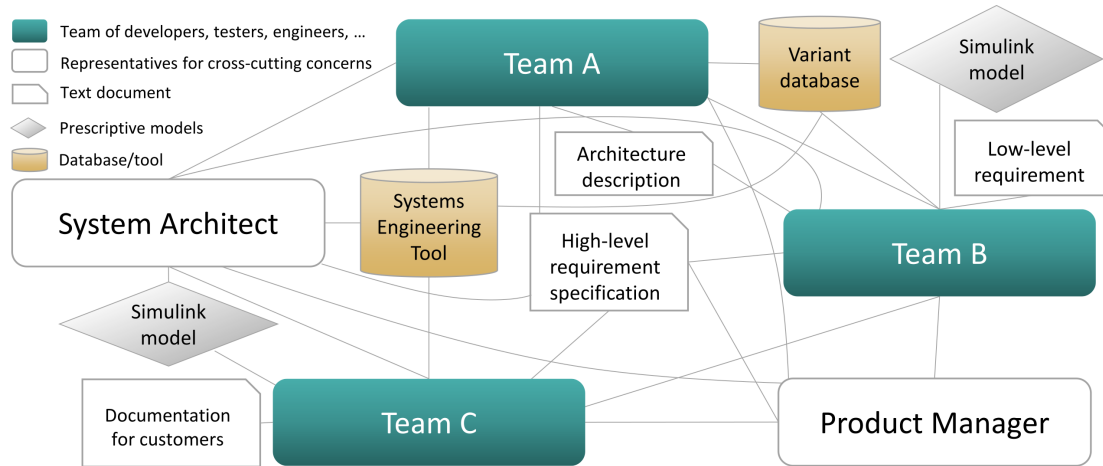 Team of developers, testers, engineers, …
Representatives for cross-cutting concerns
Text document
Prescriptive models
Database/tool
Team A
Variant
database
Simulink
model
Architecture
description
Low-level
requirement
System Architect
Systems
Engineering
Tool
High-level
requirement
specification
Team B
Simulink
model
Documentation
for customers
Team C
Product Manager